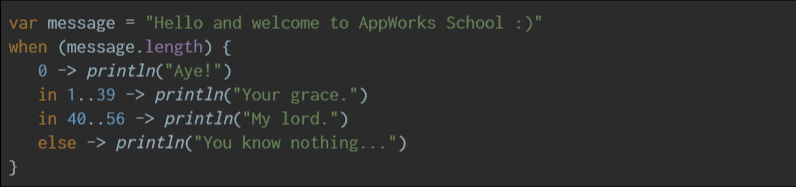 var message = "Hello and welcome to AppWorks School :)"
when (message.length) {
    0 -> println("Aye!")
    in 1..39 -> println("Your grace.")
    in 40..56 -> println("My lord.")
    else -> println("You know nothing...")
}